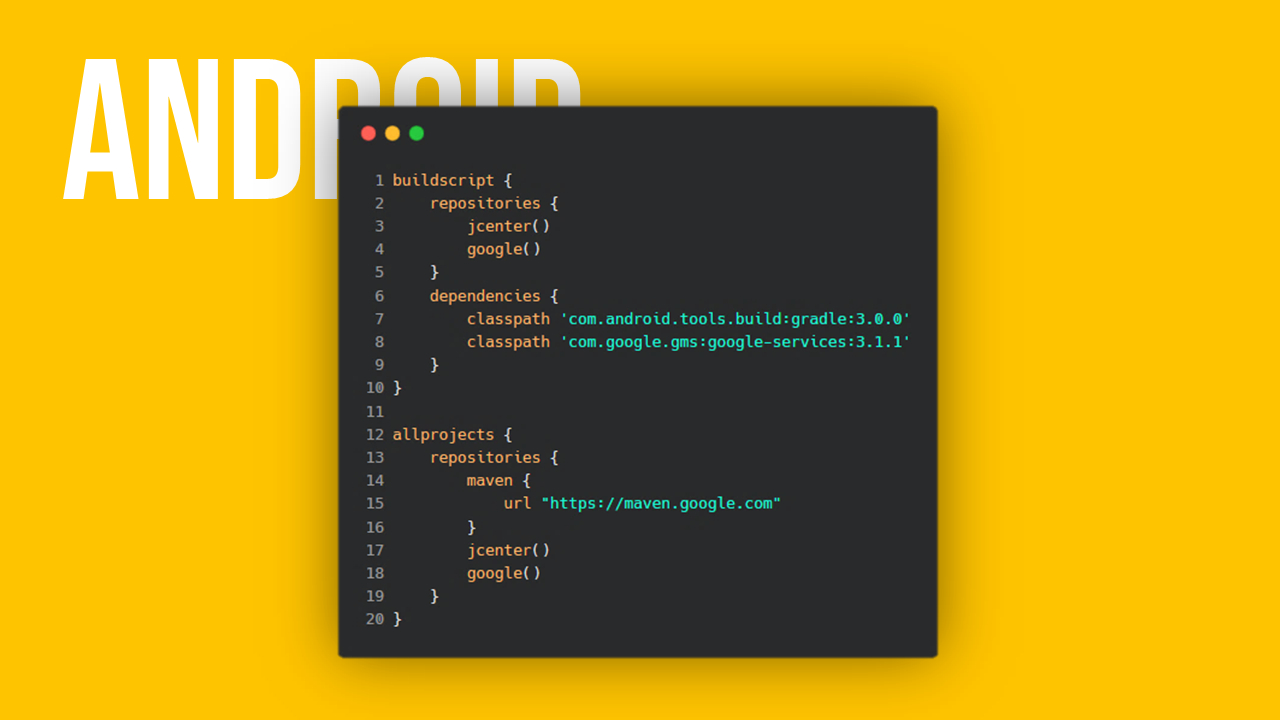 ANDROID
1 buildscript {
2     repositories {
3         jcenter()
4         google()
5     }
6     dependencies {
7         classpath 'com.android.tools.build:gradle:3.0.0'
8         classpath 'com.google.gms:google-services:3.1.1'
9     }
10 }
11
12 allprojects {
13     repositories {
14         maven {
15             url "https://maven.google.com"
16         }
17         jcenter()
18         google()
19     }
20 }